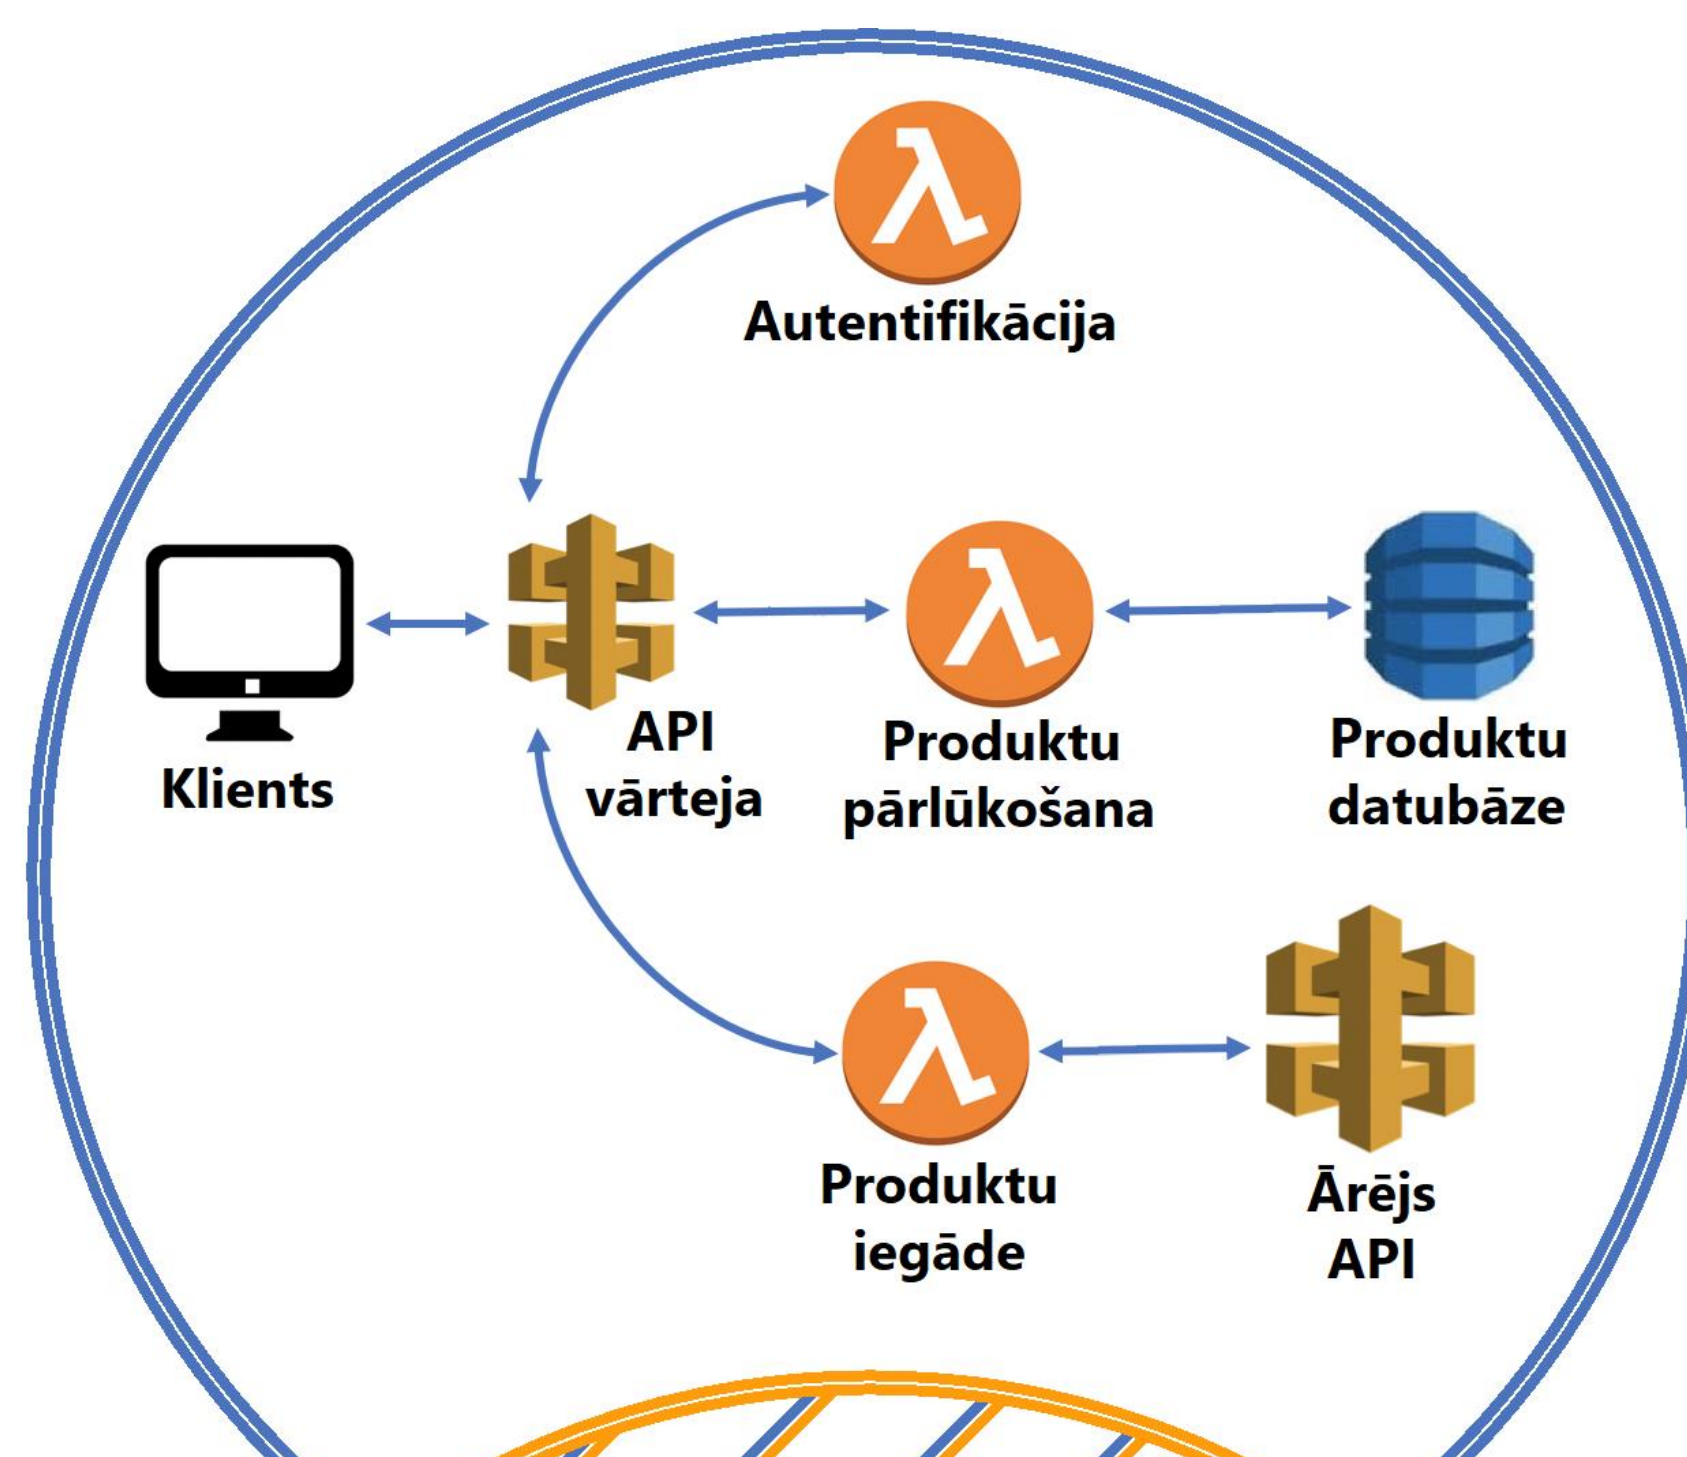 Autentifikācija
Klients
API
vārteja
Produktu
pārlūkošana
Produktu
datubāze
Produktu
iegāde
Ārējs
API